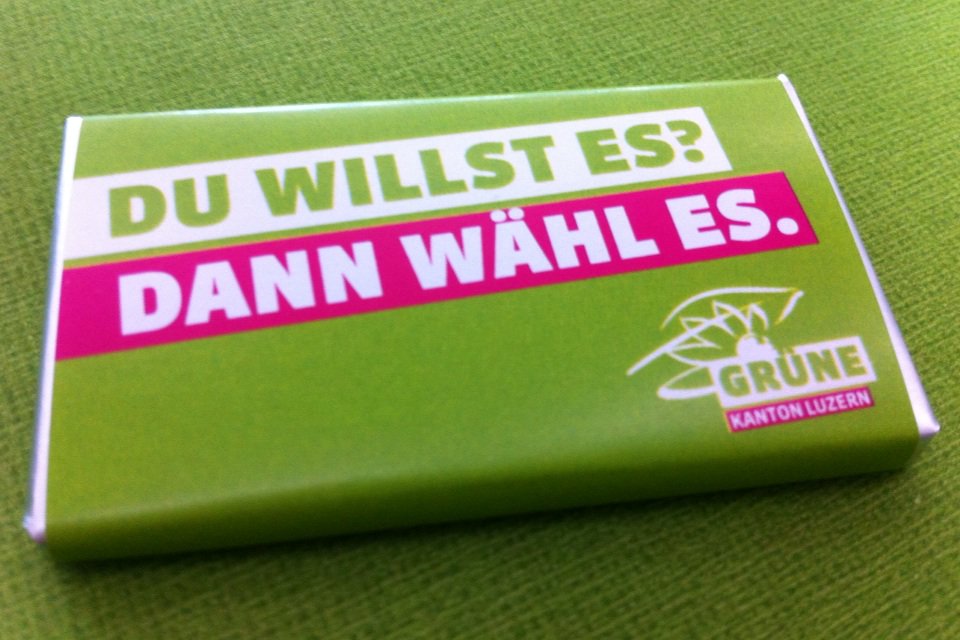 DU WILLST ES?
DANN WÄHL ES.
GRÜNE
KANTON LUZERN